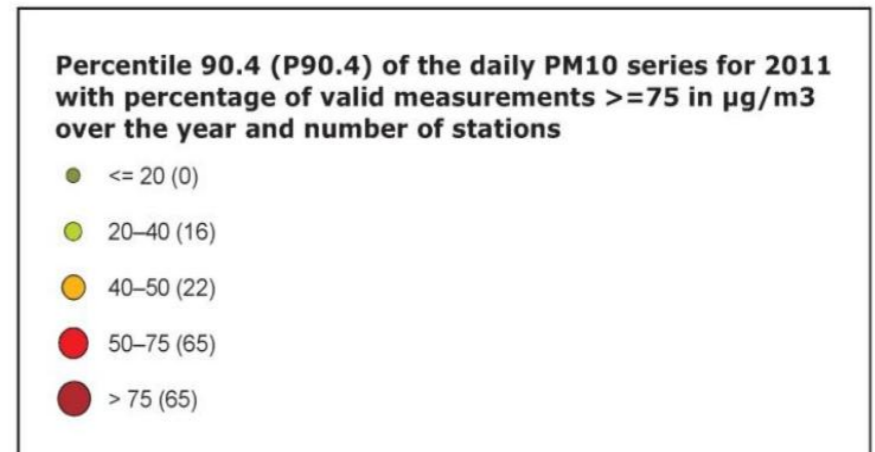 Percentile 90.4 (P90.4) of the daily PM10 series for 2011
with percentage of valid measurements >=75 in µg/m3
over the year and number of stations
<= 20 (0)
20–40 (16)
40–50 (22)
50–75 (65)
> 75 (65)